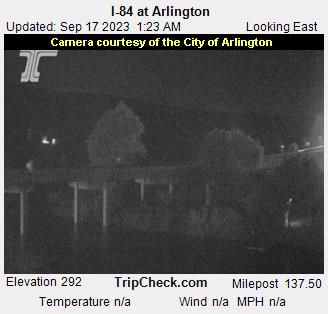 I-84 at Arlington
Updated: Sep 17 2023 1:23 AM Looking East
Camera courtesy of the City of Arlington
Elevation 292 TripCheck.com Milepost 137.50
Temperature n/a Wind n/a MPH n/a